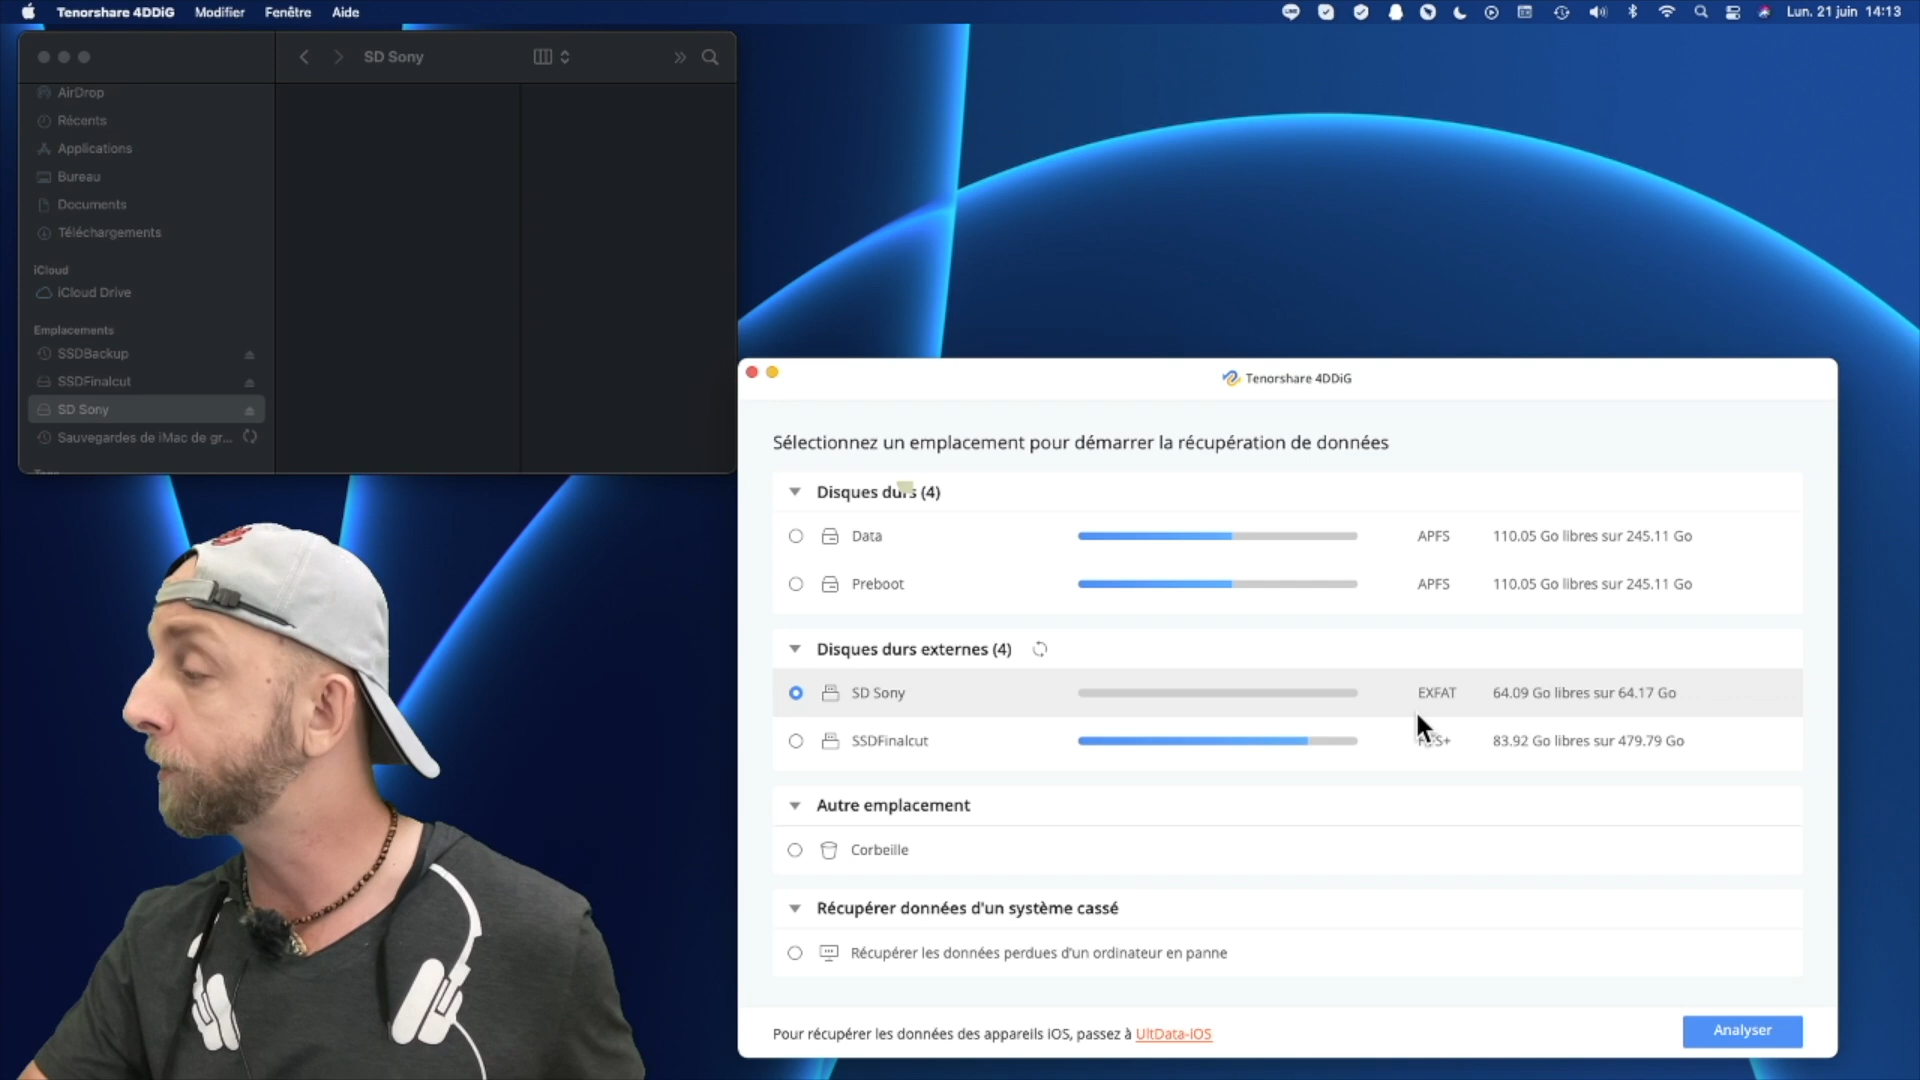 Tenorshare 4DDiG Modifier Fenêtre Aide
Lun. 21 juin 14:13
SD Sony
AirDrop
Récents
Applications
Bureau
Documents
Téléchargements
iCloud
iCloud Drive
Emplacements
SSDBackup
SSDFinalcut
SD Sony
Sauvegardes de iMac de gr...
Tenorshare 4DDiG
Sélectionnez un emplacement pour démarrer la récupération de données
Disques durs (4)
Data APFS 110.05 Go libres sur 245.11 Go
Preboot APFS 110.05 Go libres sur 245.11 Go
Disques durs externes (4)
SD Sony EXFAT 64.09 Go libres sur 64.17 Go
SSDFinalcut 83.92 Go libres sur 479.79 Go
Autre emplacement
Corbeille
Récupérer données d'un système cassé
Récupérer les données perdues d'un ordinateur en panne
Pour récupérer les données des appareils iOS, passez à UltData-iOS
Analyser